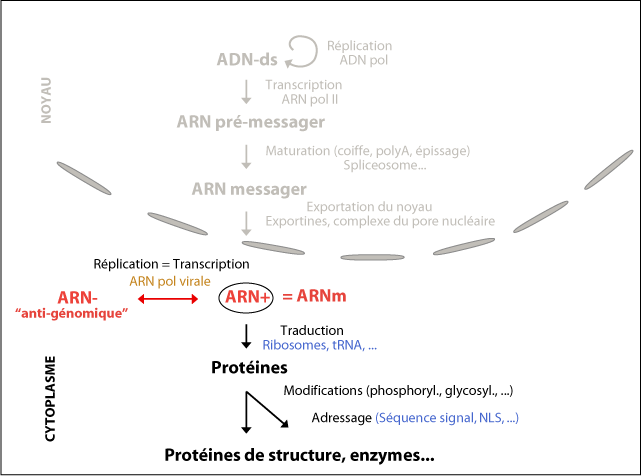 Réplication
ADN-ds
ADN pol
NOYAU
Transcription
ARN pol II
ARN pré-messager
Maturation (coiffe, polyA, épissage)
Spliceosome...
ARN messager
Exportation du noyau
Exportines, complexe du pore nucléaire
Réplication = Transcription
ARN pol virale
ARN-
"anti-génomique"
ARN+ = ARNm
Traduction
Ribosomes, tRNA, ...
Protéines
CYTOPLASME
Modifications (phosphoryl., glycosyl., ...)
Adressage (Séquence signal, NLS, ...)
Protéines de structure, enzymes...